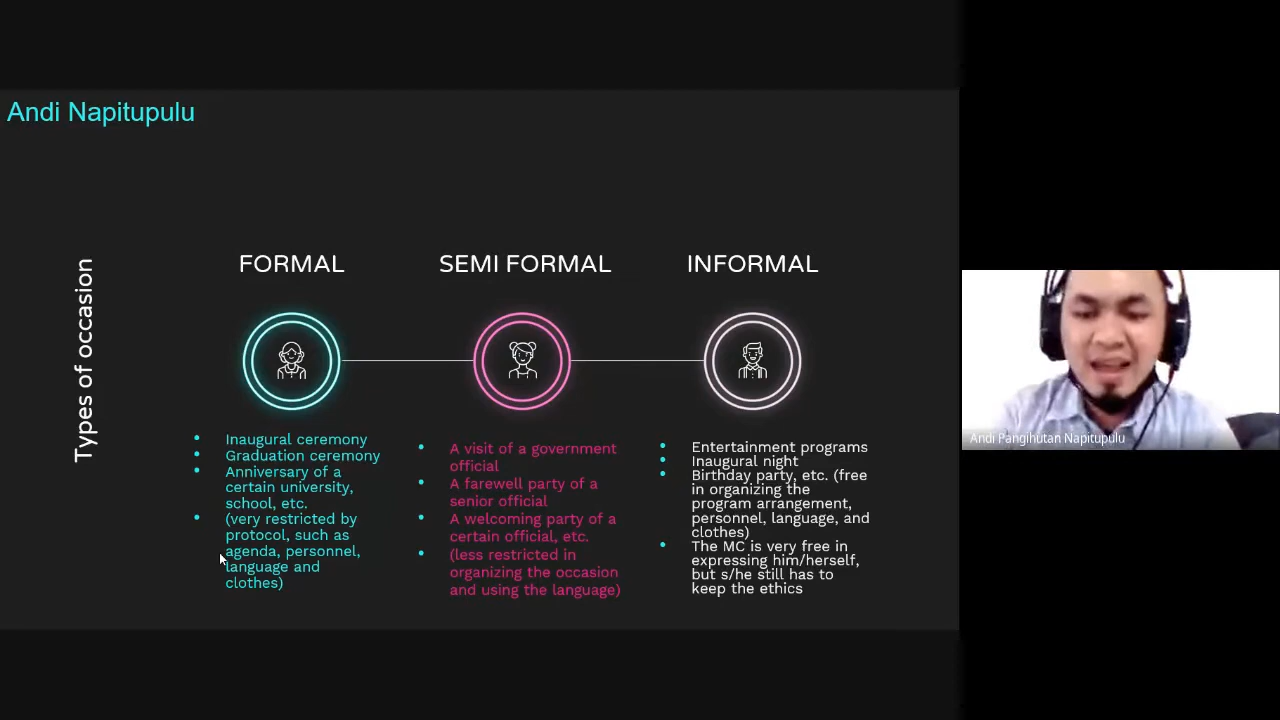 Andi Napitupulu
Types of occasion
FORMAL
Inaugural ceremony
Graduation ceremony
Anniversary of a
certain university,
school, etc.
(very restricted by
protocol, such as
agenda, personnel,
language and
clothes)
SEMI FORMAL
A visit of a government
official
A farewell party of a
senior official
A welcoming party of a
certain official, etc.
(less restricted in
organizing the occasion
and using the language)
INFORMAL
Entertainment programs
Inaugural night
Birthday party, etc. (free
in organizing the
program arrangement,
personnel, language, and
clothes)
The MC is very free in
expressing him/herself,
but s/he still has to
keep the ethics
Andi Pangihutan Napitupulu